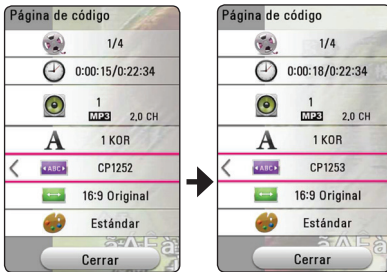 Página de código
1/4
0:00:15/0:22:34
1
MP3 2,0 CH
A 1 KOR
ABC CP1252
16:9 Original
Estándar
Cerrar
Página de código
1/4
0:00:18/0:22:34
1
MP3 2,0 CH
A 1 KOR
ABC CP1253
16:9 Original
Estándar
Cerrar